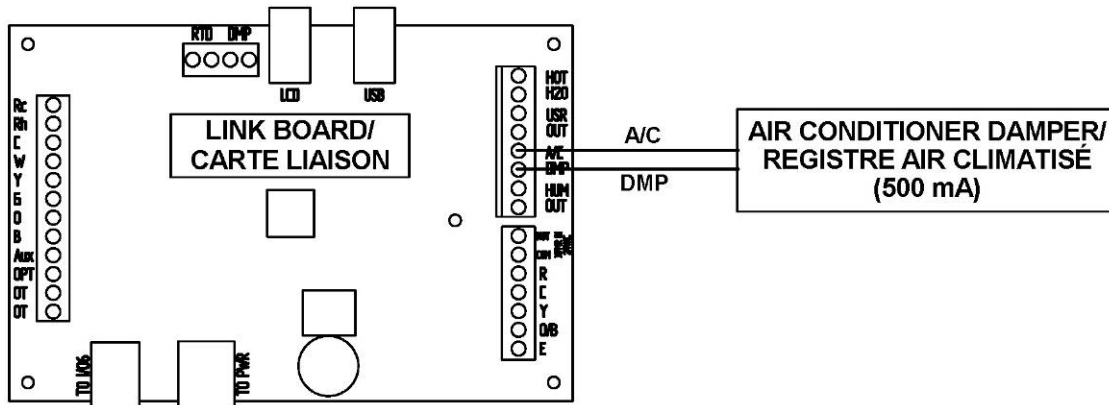 RTD DMP
LCD
USB
LINK BOARD/
CARTE LIAISON
Rc
Rh
C
W
Y
G
O
B
Aux
OPT
OT
OT
HOT
H2O
USR
OUT
A/C
DMP
HUM
OUT
A/C
DMP
AIR CONDITIONER DAMPER/
REGISTRE AIR CLIMATISÉ
(500 mA)
COM
R
C
Y
O/B
E
TO I/O6
TO PWR